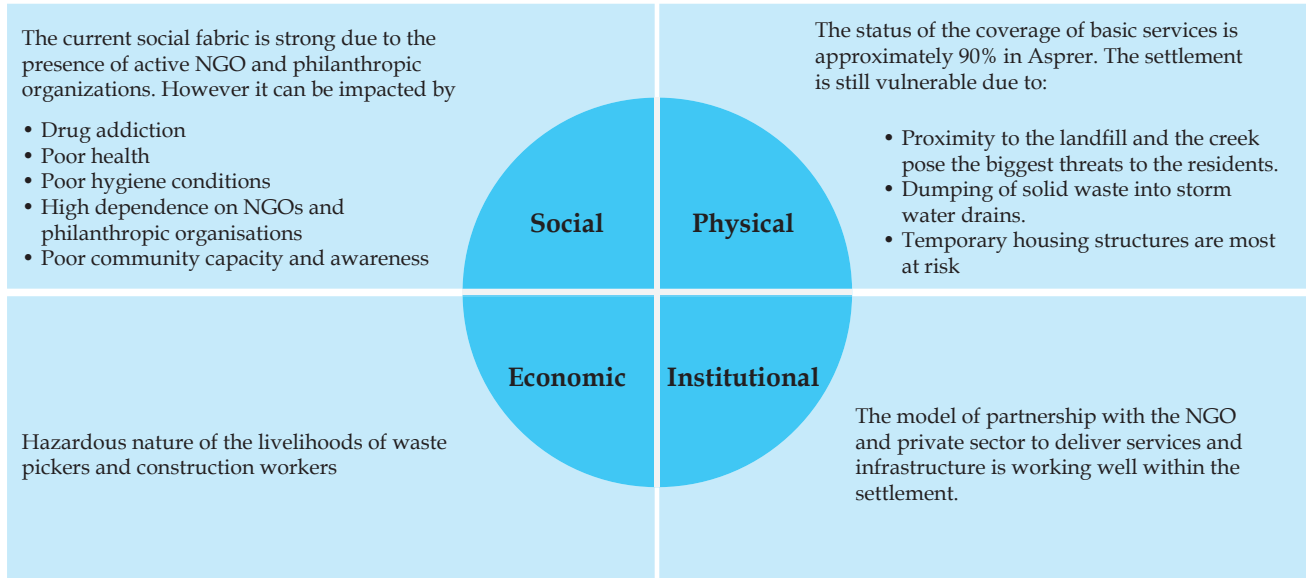 The current social fabric is strong due to the
presence of active NGO and philanthropic
organizations. However it can be impacted by
• Drug addiction
• Poor health
• Poor hygiene conditions
• High dependence on NGOs and
philanthropic organisations
• Poor community capacity and awareness
The status of the coverage of basic services is
approximately 90% in Asprer. The settlement
is still vulnerable due to:
• Proximity to the landfill and the creek
pose the biggest threats to the residents.
• Dumping of solid waste into storm
water drains.
• Temporary housing structures are most
at risk
Social
Physical
Economic
Institutional
Hazardous nature of the livelihoods of waste
pickers and construction workers
The model of partnership with the NGO
and private sector to deliver services and
infrastructure is working well within the
settlement.